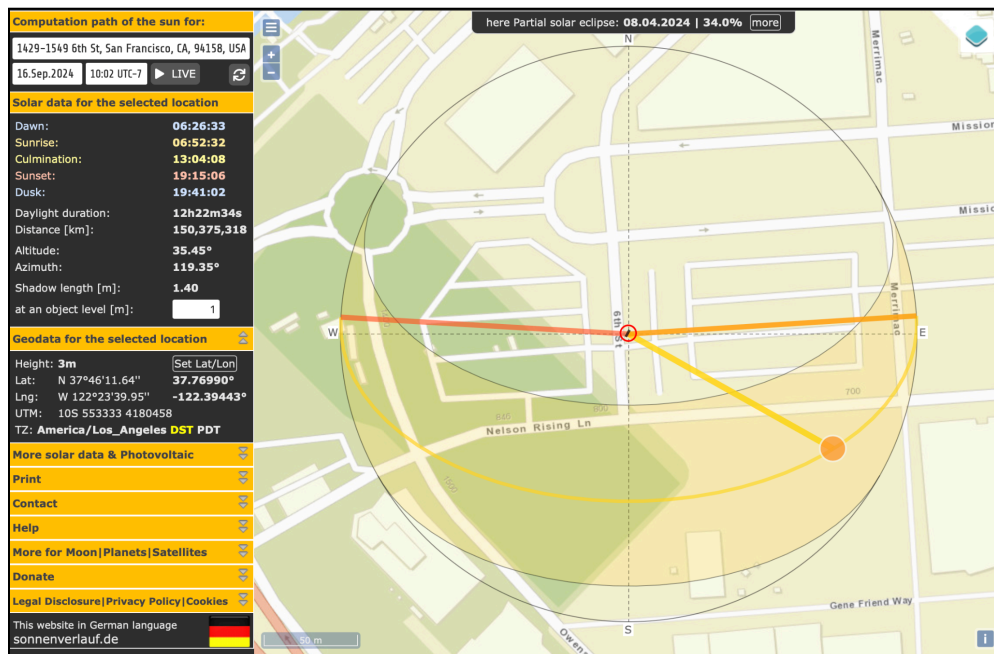 Computation path of the sun for:
1429-1549 6th St, San Francisco, CA, 94158, USA
16.Sep.2024 10:02 UTC-7 LIVE
Solar data for the selected location
Dawn: 06:26:33
Sunrise: 06:52:32
Culmination: 13:04:08
Sunset: 19:15:06
Dusk: 19:41:02
Daylight duration: 12h22m34s
Distance [km]: 150,375,318
Altitude: 35.45°
Azimuth: 119.35°
Shadow length [m]: 1.40
at an object level [m]: 1
Geodata for the selected location
Height: 3m Set Lat/Lon
Lat: N 37°46'11.64'' 37.76990°
Lng: W 122°23'39.95'' -122.39443°
UTM: 10S 553333 4180458
TZ: America/Los_Angeles DST PDT
More solar data & Photovoltaic
Print
Contact
Help
More for Moon|Planets|Satellites
Donate
Legal Disclosure|Privacy Policy|Cookies
This website in German language
sonnenverlauf.de
here Partial solar eclipse: 08.04.2024 | 34.0% more
+
−
N
Merrimac
Mission
Missio
Merrimac
6th St
W
E
700
800
845
Nelson Rising Ln
1500
Gene Friend Way
S
Owens
50 m
i